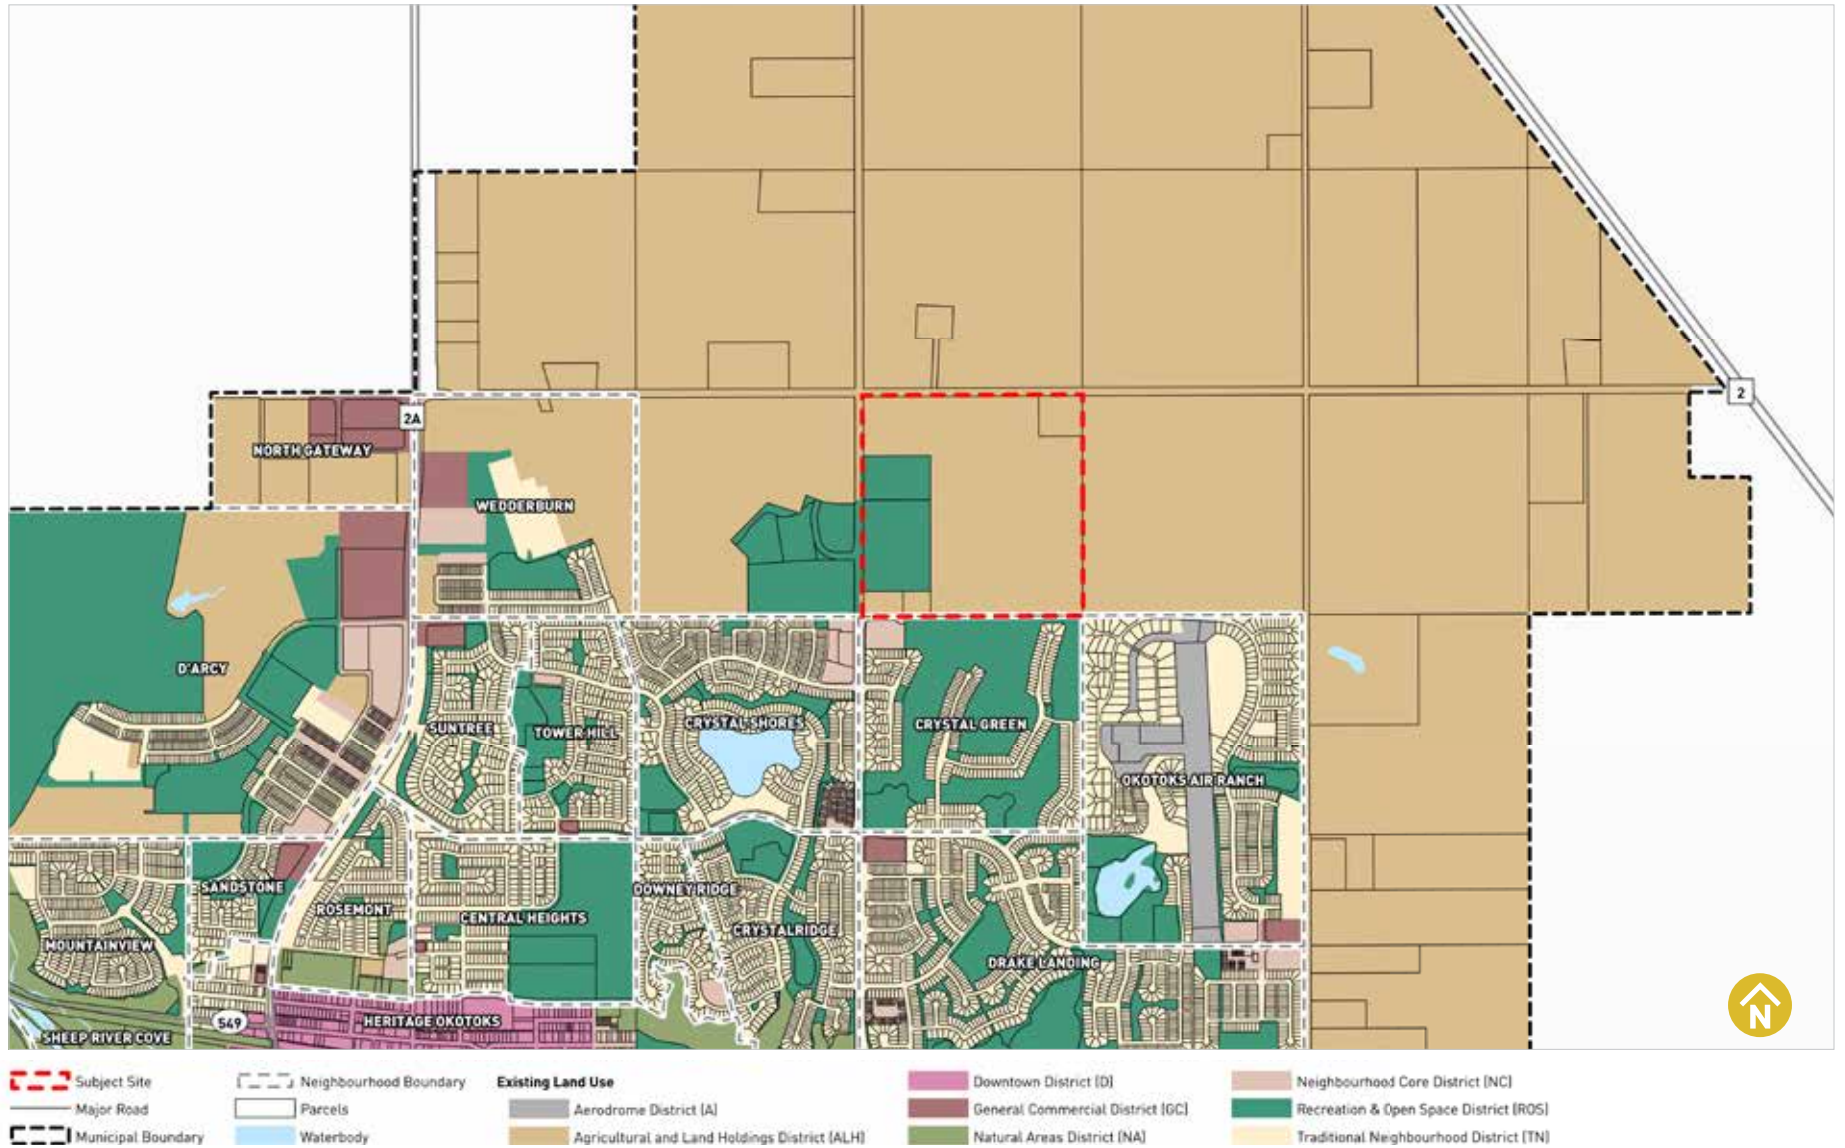 2
2A
NORTH GATEWAY
WEDDERBURN
D'ARCY
SUNTREE
TOWER HILL
CRYSTAL SHORES
CRYSTAL GREEN
OKOTOKS AIR RANCH
SANDSTONE
ROSEMONT
CENTRAL HEIGHTS
DOWNEY RIDGE
CRYSTALRIDGE
MOUNTAINVIEW
DRAKE LANDING
549
HERITAGE OKOTOKS
SHEEP RIVER COVE
N
Subject Site
Major Road
Municipal Boundary
Neighbourhood Boundary
Parcels
Waterbody
Existing Land Use
Aerodrome District (A)
Agricultural and Land Holdings District (ALH)
Downtown District (D)
General Commercial District (GC)
Natural Areas District (NA)
Neighbourhood Core District (NC)
Recreation & Open Space District (ROS)
Traditional Neighbourhood District (TN)